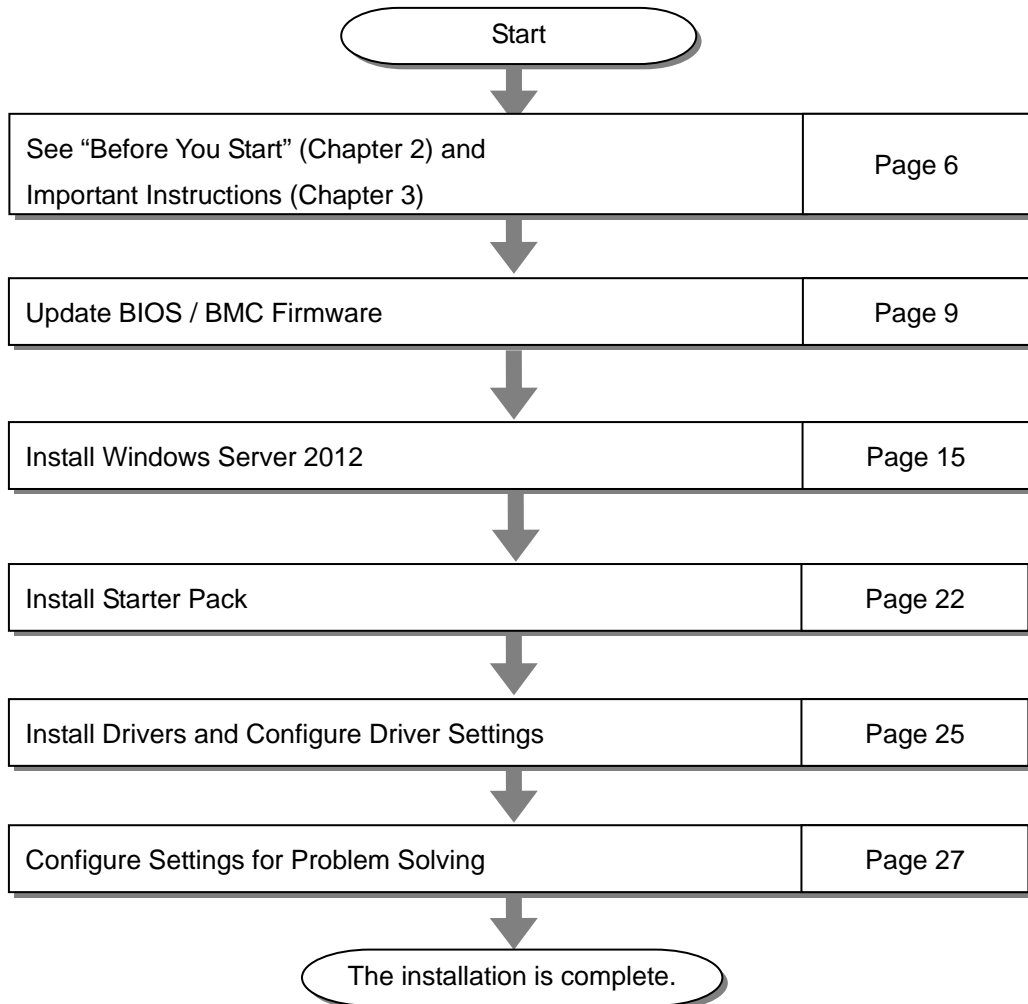 Start
See “Before You Start” (Chapter 2) and
Important Instructions (Chapter 3)
Page 6
Update BIOS / BMC Firmware
Page 9
Install Windows Server 2012
Page 15
Install Starter Pack
Page 22
Install Drivers and Configure Driver Settings
Page 25
Configure Settings for Problem Solving
Page 27
The installation is complete.